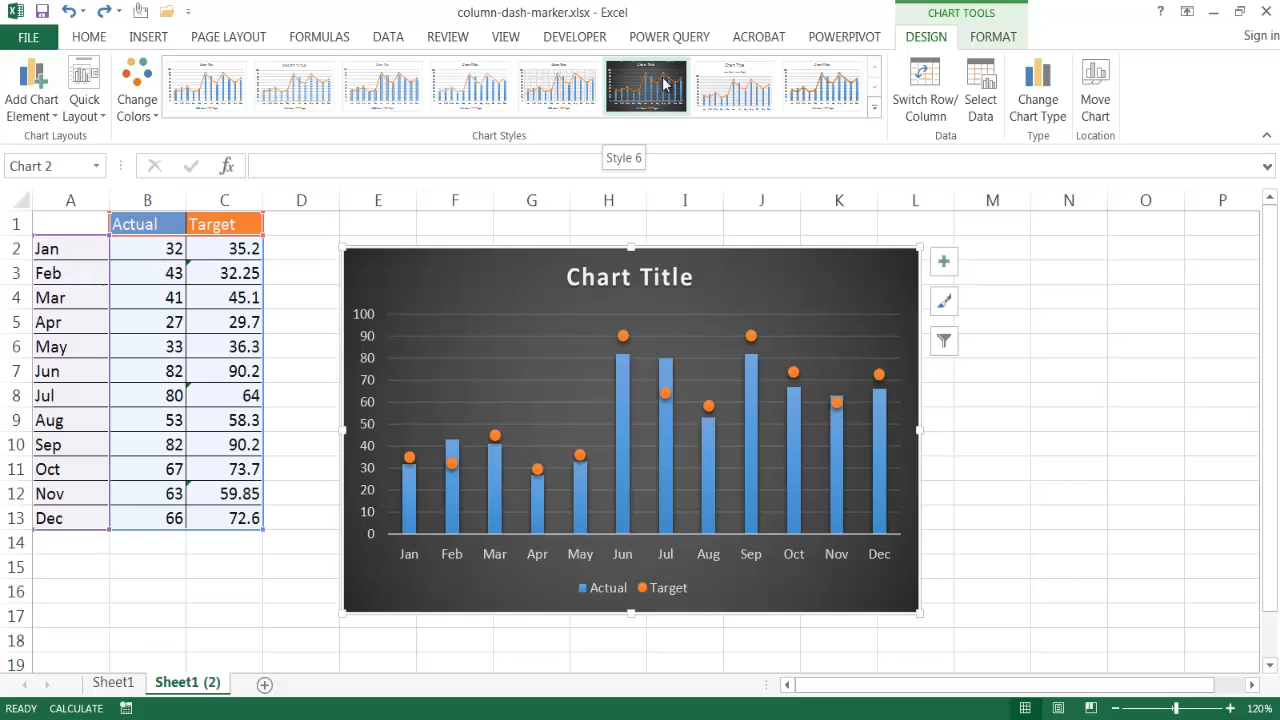 column-dash-marker.xlsx - Excel
CHART TOOLS
?
FILE HOME INSERT PAGE LAYOUT FORMULAS DATA REVIEW VIEW DEVELOPER POWER QUERY ACROBAT POWERPIVOT DESIGN FORMAT Sign in
Add Chart Element
Quick Layout
Change Colors
Switch Row/ Column
Select Data
Change Chart Type
Move Chart
Chart Layouts Chart Styles Data Type Location
Style 6
Chart 2 fx
A B C D E F G H I J K L M N O P
1 Actual Target
2 Jan 32 35.2
3 Feb 43 32.25
4 Mar 41 45.1
5 Apr 27 29.7
6 May 33 36.3
7 Jun 82 90.2
8 Jul 80 64
9 Aug 53 58.3
10 Sep 82 90.2
11 Oct 67 73.7
12 Nov 63 59.85
13 Dec 66 72.6
14
15
16
17
18
19
Chart Title
100
90
80
70
60
50
40
30
20
10
0
Jan Feb Mar Apr May Jun Jul Aug Sep Oct Nov Dec
Actual Target
Sheet1 Sheet1 (2)
READY CALCULATE 120%